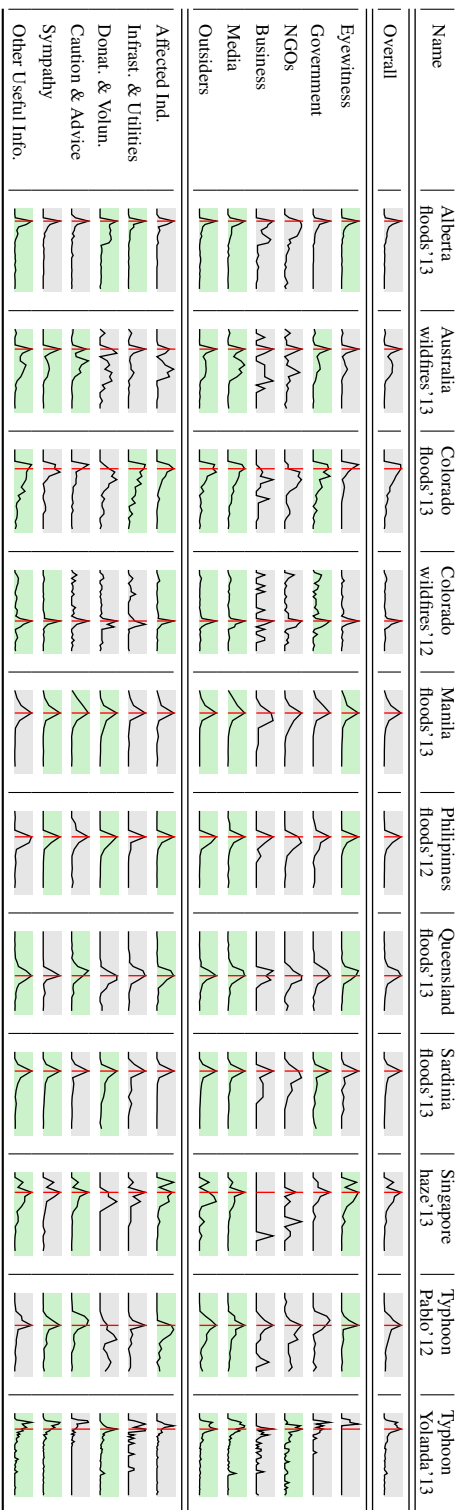 Name
Alberta
floods'13
Australia
wildfires'13
Colorado
floods'13
Colorado
wildfires'12
Manila
floods'13
Philipinnes
floods'12
Queensland
floods'13
Sardinia
floods'13
Singapore
haze'13
Typhoon
Pablo'12
Typhoon
Yolanda'13
Overall
Eyewitness
Government
NGOs
Business
Media
Outsiders
Affected Ind.
Infrast. & Utilities
Donat. & Volun.
Caution & Advice
Sympathy
Other Useful Info.